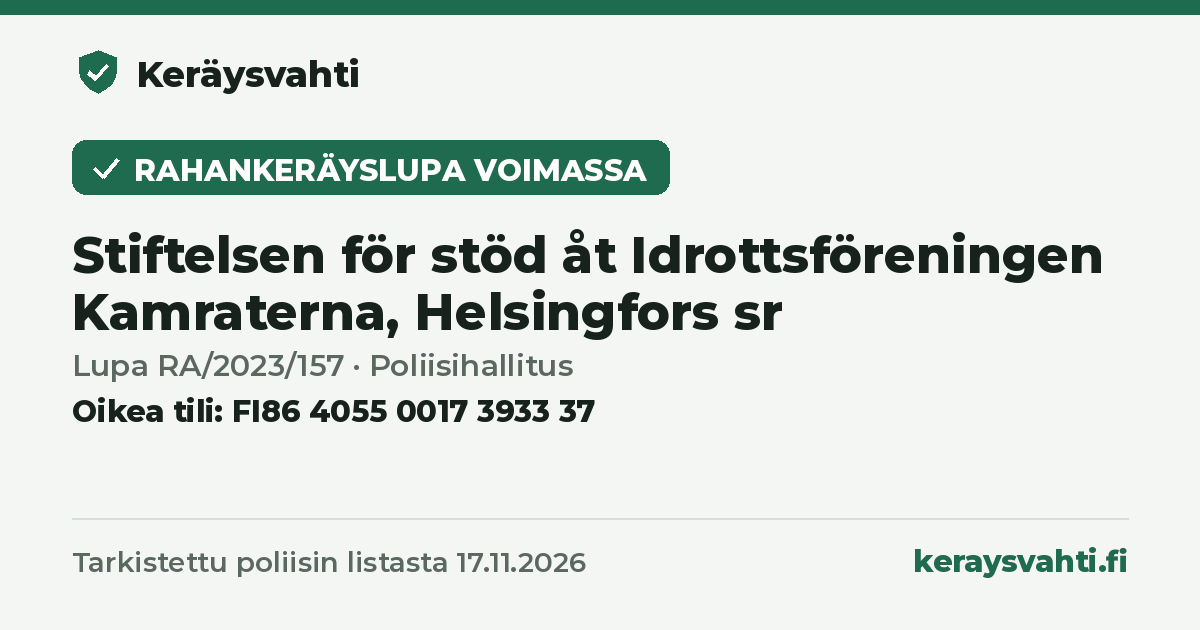 Keräysvahti
RAHANKERÄYSLUPA VOIMASSA
Stiftelsen för stöd åt Idrottsföreningen
Kamraterna, Helsingfors sr
Lupa RA/2023/157 · Poliisihallitus
Oikea tili: FI86 4055 0017 3933 37
Tarkistettu poliisin listasta 17.11.2026
keraysvahti.fi